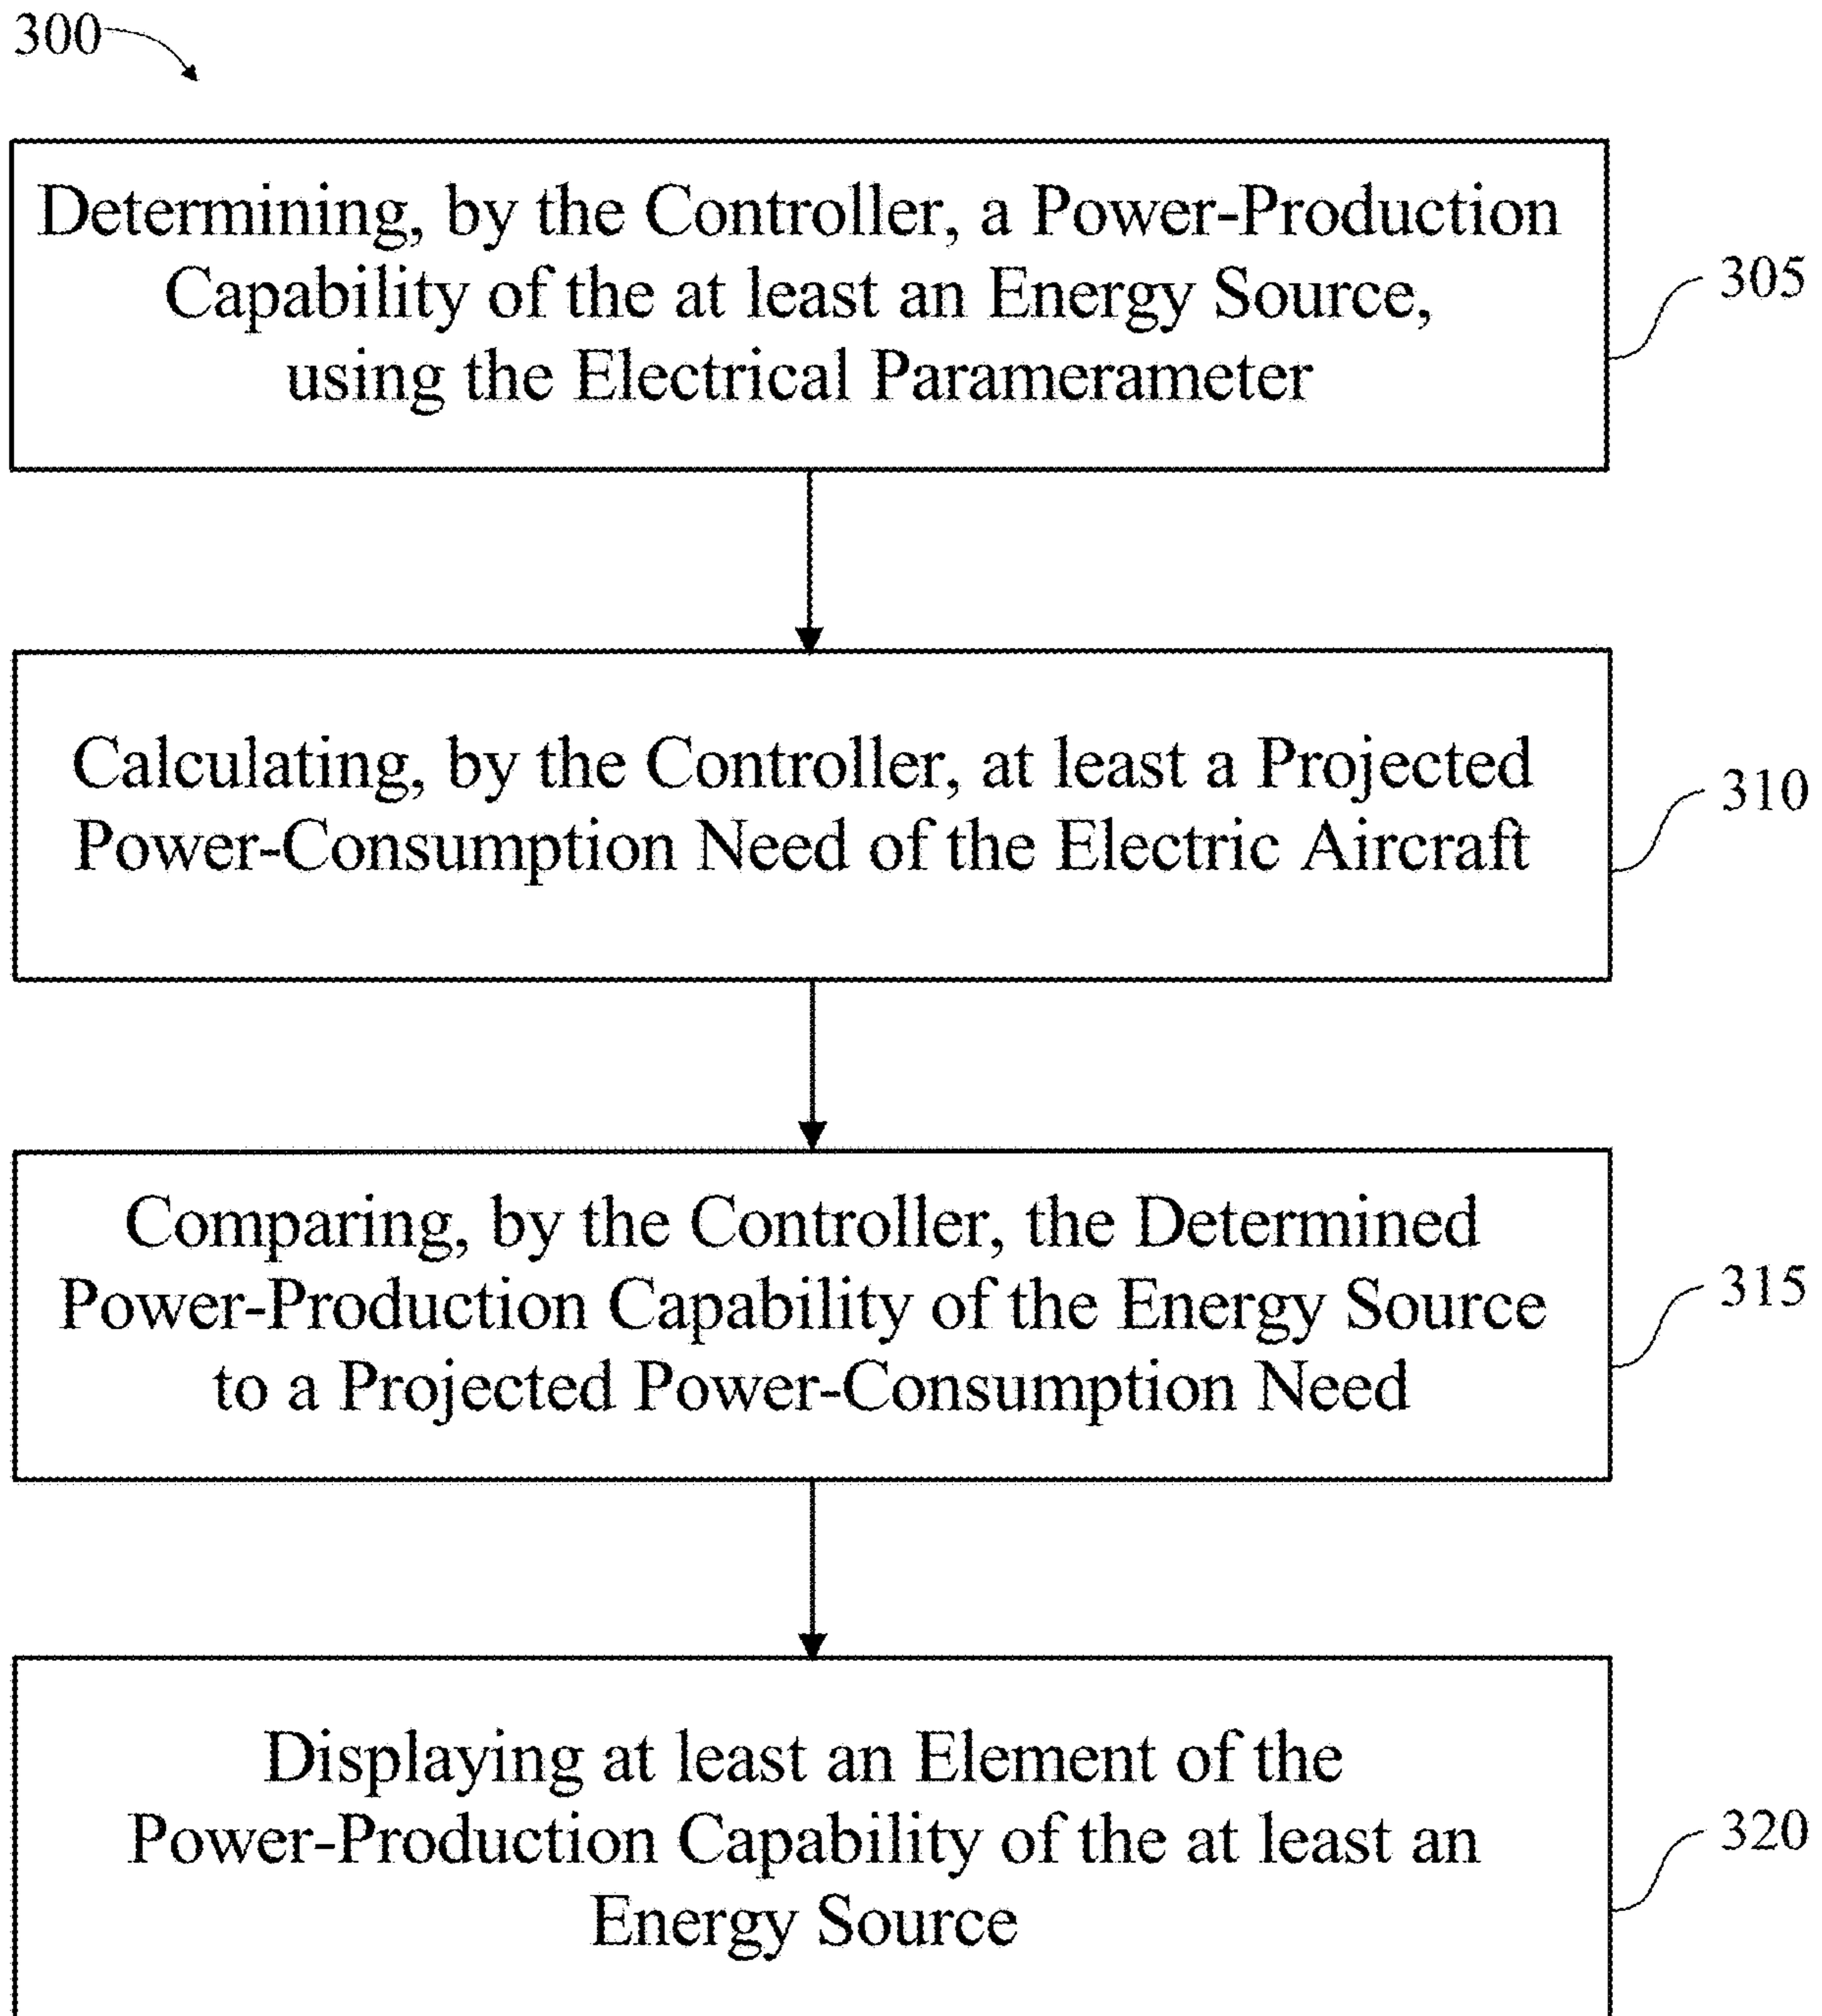 300
Determining, by the Controller, a Power-Production
Capability of the at least an Energy Source,
using the Electrical Paramerameter
305
Calculating, by the Controller, at least a Projected
Power-Consumption Need of the Electric Aircraft
310
Comparing, by the Controller, the Determined
Power-Production Capability of the Energy Source
to a Projected Power-Consumption Need
315
Displaying at least an Element of the
Power-Production Capability of the at least an
Energy Source
320